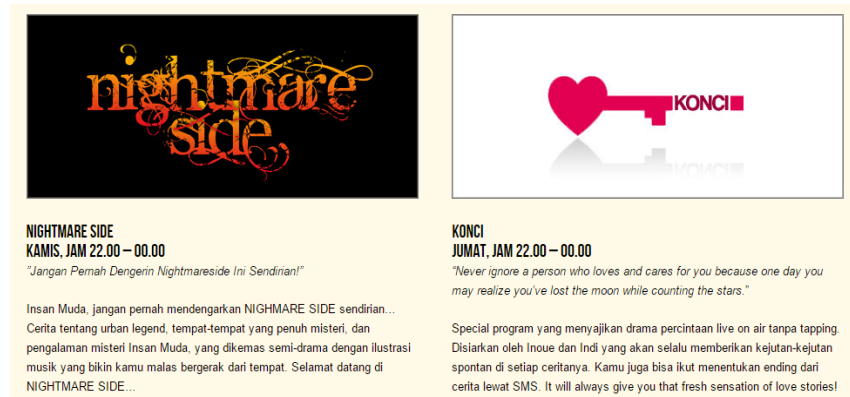 nightmare
side
NIGHTMARE SIDE
KAMIS, JAM 22.00 – 00.00
"Jangan Pernah Dengerin Nightmareside Ini Sendirian!"
Insan Muda, jangan pernah mendengarkan NIGHMARE SIDE sendirian...
Cerita tentang urban legend, tempat-tempat yang penuh misteri, dan
pengalaman misteri Insan Muda, yang dikemas semi-drama dengan ilustrasi
musik yang bikin kamu malas bergerak dari tempat. Selamat datang di
NIGHTMARE SIDE...
KONCI
KONCI
JUMAT, JAM 22.00 – 00.00
"Never ignore a person who loves and cares for you because one day you
may realize you've lost the moon while counting the stars."
Special program yang menyajikan drama percintaan live on air tanpa tapping.
Disiarkan oleh Inoue dan Indi yang akan selalu memberikan kejutan-kejutan
spontan di setiap ceritanya. Kamu juga bisa ikut menentukan ending dari
cerita lewat SMS. It will always give you that fresh sensation of love stories!